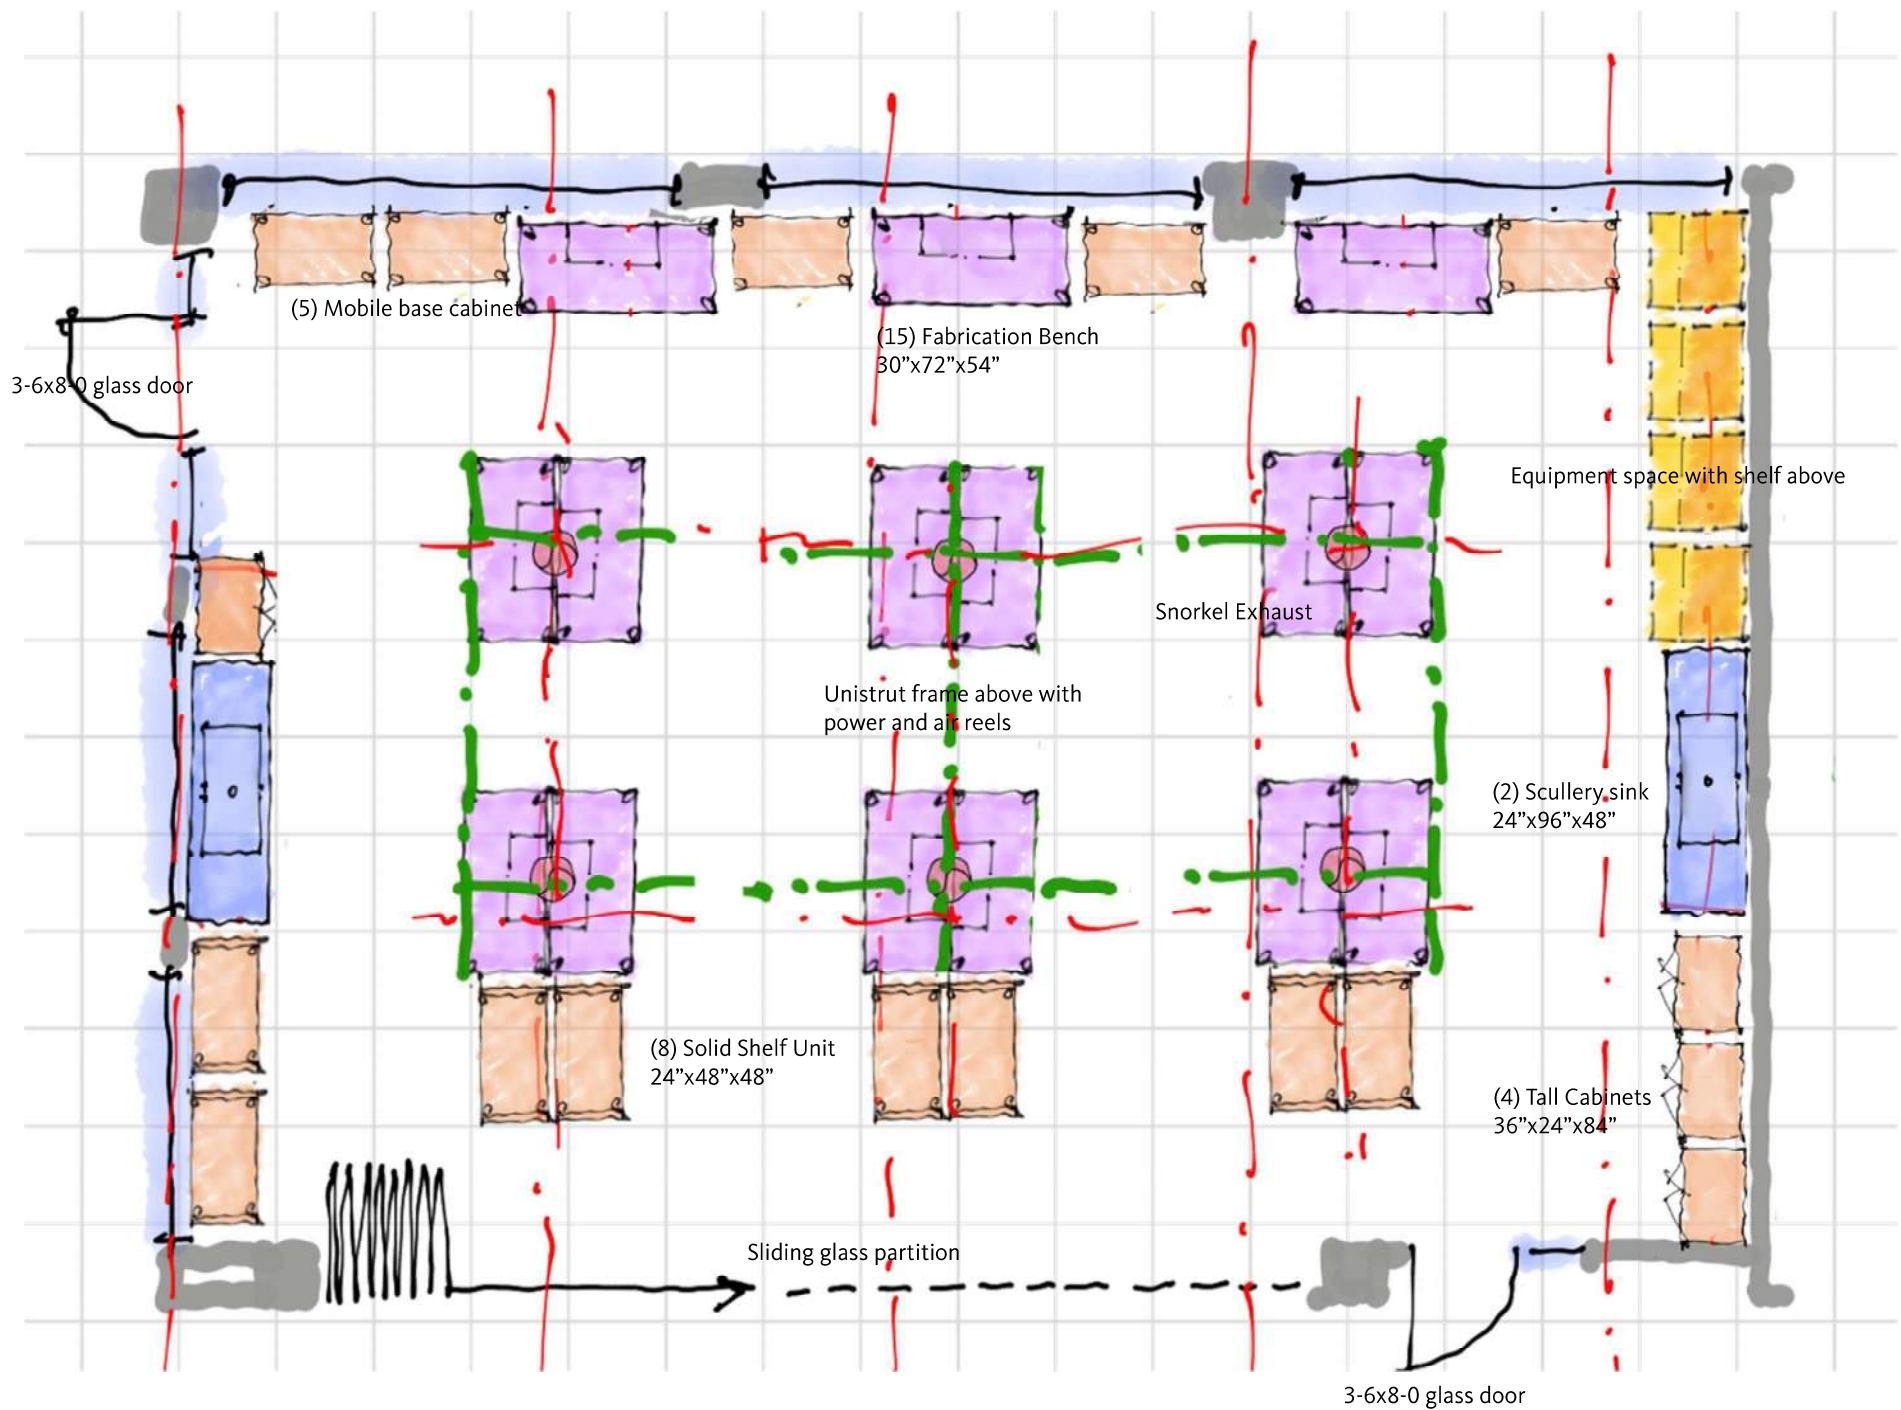 (5) Mobile base cabinet
(15) Fabrication Bench
30”x72”x54”
3-6x8-0 glass door
Equipment space with shelf above
Snorkel Exhaust
Unistrut frame above with
power and air reels
(2) Scullery sink
24”x96”x48”
(8) Solid Shelf Unit
24”x48”x48”
(4) Tall Cabinets
36”x24”x84”
Sliding glass partition
3-6x8-0 glass door